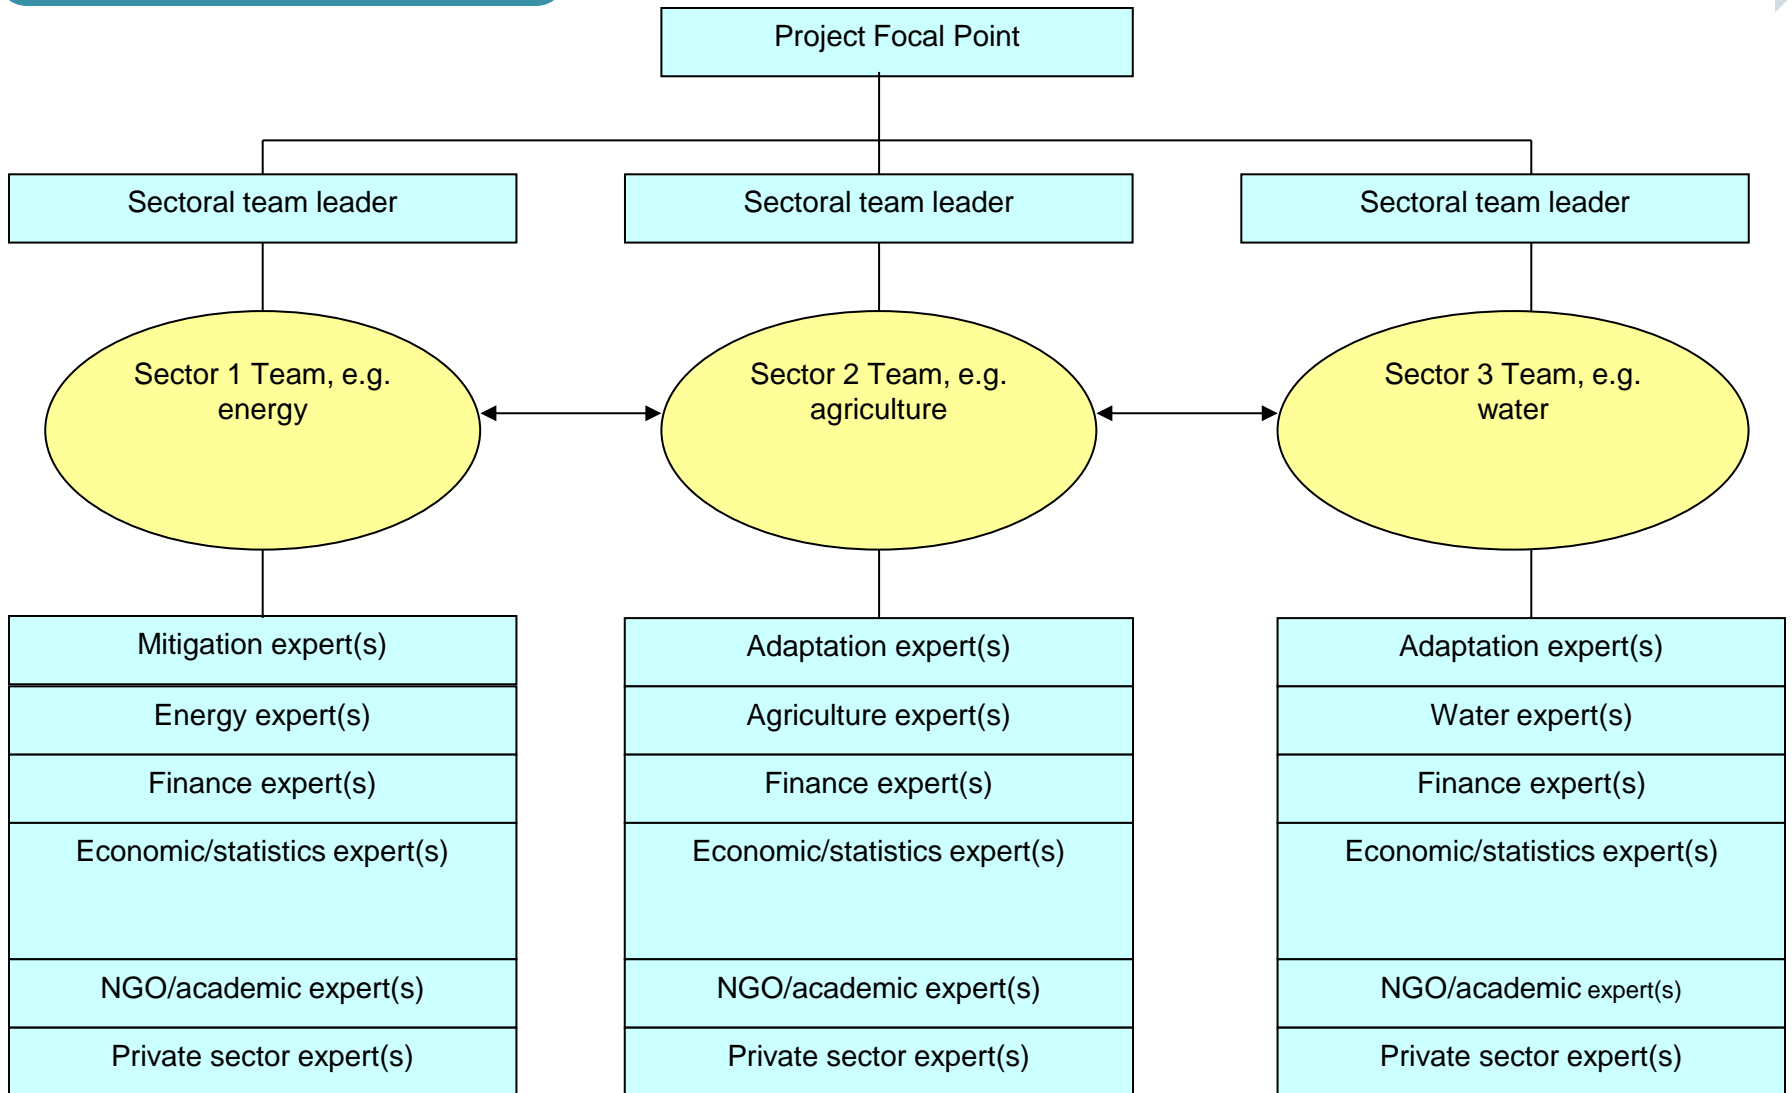 Project Focal Point
Sectoral team leader
Sectoral team leader
Sectoral team leader
Sector 1 Team, e.g.
energy
Sector 2 Team, e.g.
agriculture
Sector 3 Team, e.g.
water
Mitigation expert(s)
Energy expert(s)
Finance expert(s)
Economic/statistics expert(s)
NGO/academic expert(s)
Private sector expert(s)
Adaptation expert(s)
Agriculture expert(s)
Finance expert(s)
Economic/statistics expert(s)
NGO/academic expert(s)
Private sector expert(s)
Adaptation expert(s)
Water expert(s)
Finance expert(s)
Economic/statistics expert(s)
NGO/academic expert(s)
Private sector expert(s)